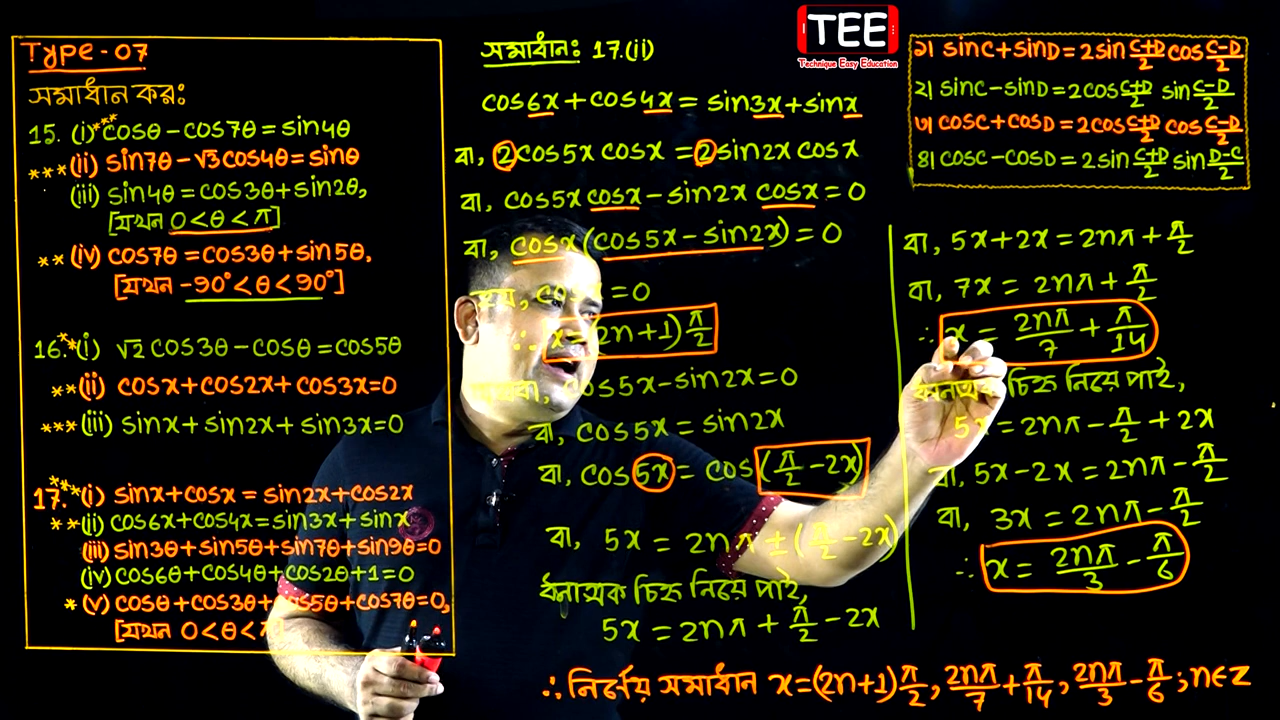 Type-07
সমাধান করঃ
15. (i)*** cosθ - cos7θ = sin4θ
***(ii) sin7θ - √3cos4θ = sinθ
(iii) sin4θ = cos3θ + sin2θ,
[যখন 0 < θ < π]
**(iv) cos7θ = cos3θ + sin5θ,
[যখন -90° < θ < 90°]
16.**(i) √2 cos3θ - cosθ = cos5θ
**(ii) cosx + cos2x + cos3x = 0
***(iii) sinx + sin2x + sin3x = 0
17.***(i) sinx + cosx = sin2x + cos2x
**(ii) cos6x + cos4x = sin3x + sinx
(iii) sin3θ + sin5θ + sin7θ + sin9θ = 0
(iv) cos6θ + cos4θ + cos2θ + 1 = 0
*(v) cosθ + cos3θ + cos5θ + cos7θ = 0,
[যখন 0 < θ <
সমাধানঃ 17.(ii)
cos6x + cos4x = sin3x + sinx
বা, 2cos5x cosx = 2sin2x cosx
বা, cos5x cosx - sin2x cosx = 0
বা, cosx (cos5x - sin2x) = 0
হয়, cosx = 0
∴ x = (2n+1) π/2
cos5x - sin2x = 0
বা, cos5x = sin2x
বা, cos5x = cos(π/2 - 2x)
বা, 5x = 2nπ ± (π/2 - 2x)
ধনাত্মক চিহ্ন নিয়ে পাই,
5x = 2nπ + π/2 - 2x
TEE
Technique Easy Education
১। sinC + sinD = 2sin (C+D)/2 cos (C-D)/2
২। sinC - sinD = 2cos (C+D)/2 sin (C-D)/2
৩। cosC + cosD = 2cos (C+D)/2 cos (C-D)/2
৪। cosC - cosD = 2sin (C+D)/2 sin (D-C)/2
বা, 5x + 2x = 2nπ + π/2
বা, 7x = 2nπ + π/2
∴ x = 2nπ/7 + π/14
চিহ্ন নিয়ে পাই,
5x = 2nπ - π/2 + 2x
বা, 5x - 2x = 2nπ - π/2
বা, 3x = 2nπ - π/2
∴ x = 2nπ/3 - π/6
∴ নির্ণেয় সমাধান x = (2n+1) π/2, 2nπ/7 + π/14, 2nπ/3 - π/6 ; n∈Z